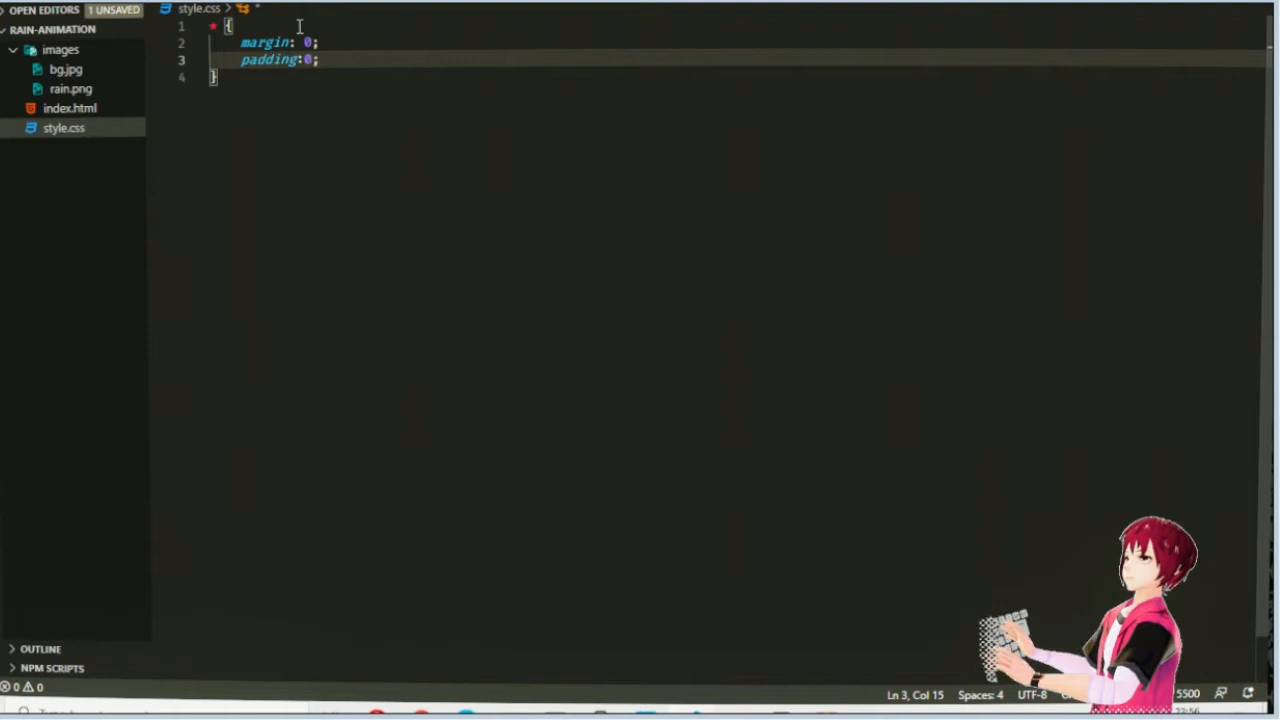 OPEN EDITORS 1 UNSAVED
style.css > *
RAIN-ANIMATION
images
bg.jpg
rain.png
index.html
style.css
1 * {
2 margin: 0;
3 padding:0;
4 }
OUTLINE
NPM SCRIPTS
0 0
Ln 3, Col 15 Spaces: 4 UTF-8 5500